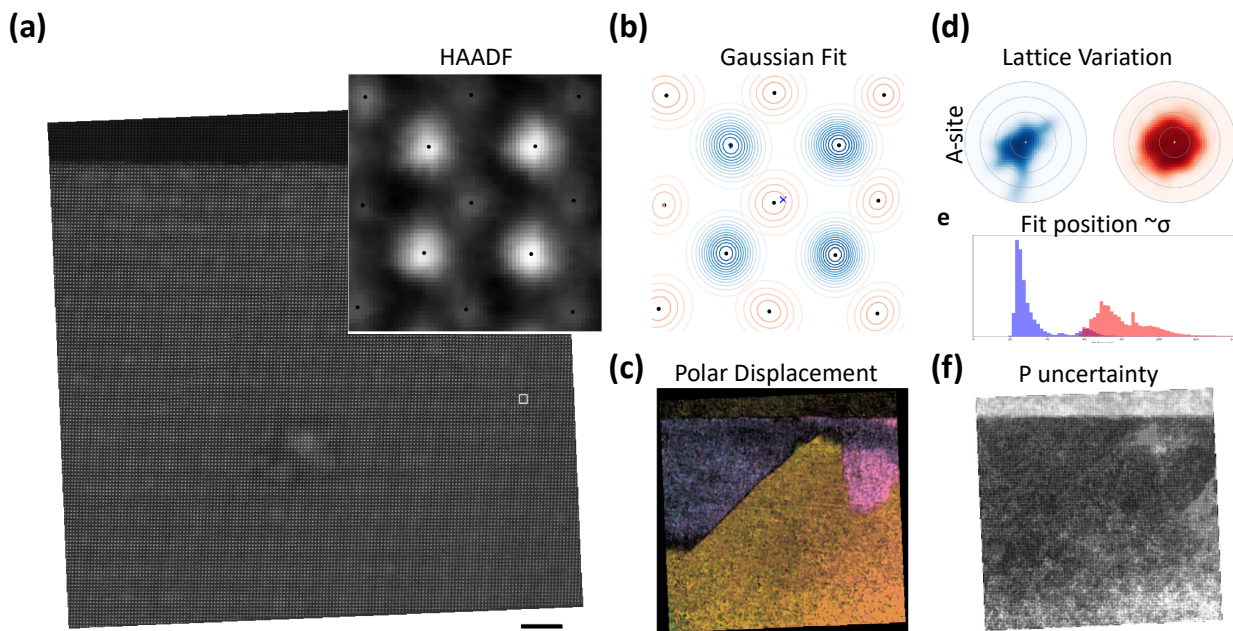 (a)
HAADF
(b)
Gaussian Fit
(c)
Polar Displacement
(d)
Lattice Variation
A-site
e
Fit position ~σ
(f)
P uncertainty